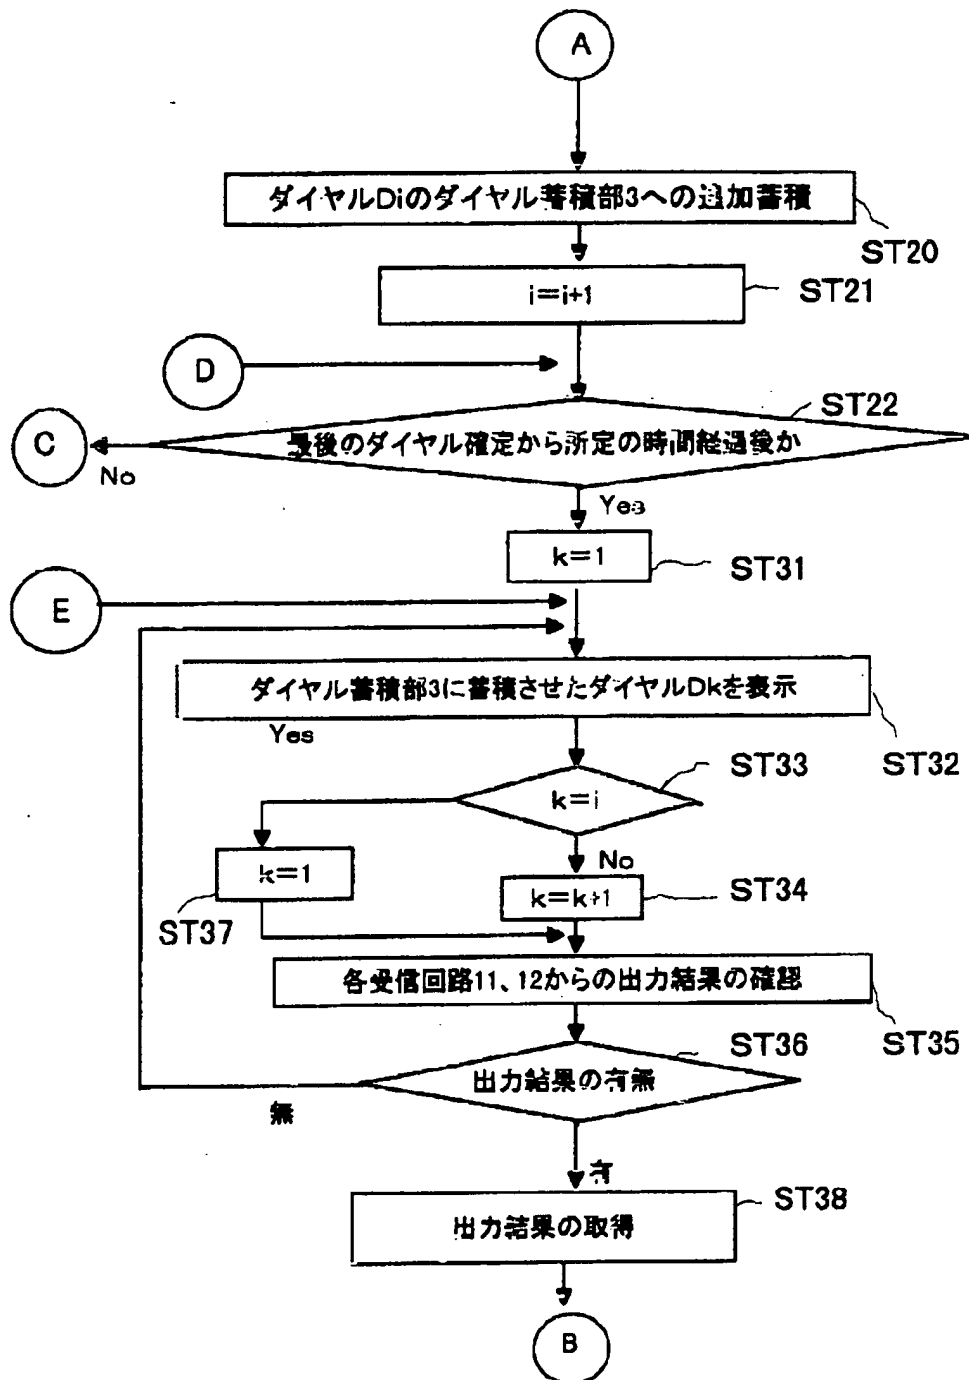 A
ダイヤルDiのダイヤル蓄積部3への追加蓄積
ST20
i=i+1
ST21
D
ST22
C
最後のダイヤル確定から所定の時間経過後か
No
Yes
k=1
ST31
E
ダイヤル蓄積部3に蓄積させたダイヤルDkを表示
Yes
ST32
ST33
k=i
No
k=1
k=k+1
ST34
ST37
各受信回路11、12からの出力結果の確認
ST35
ST36
出力結果の有無
無
有
ST38
出力結果の取得
B